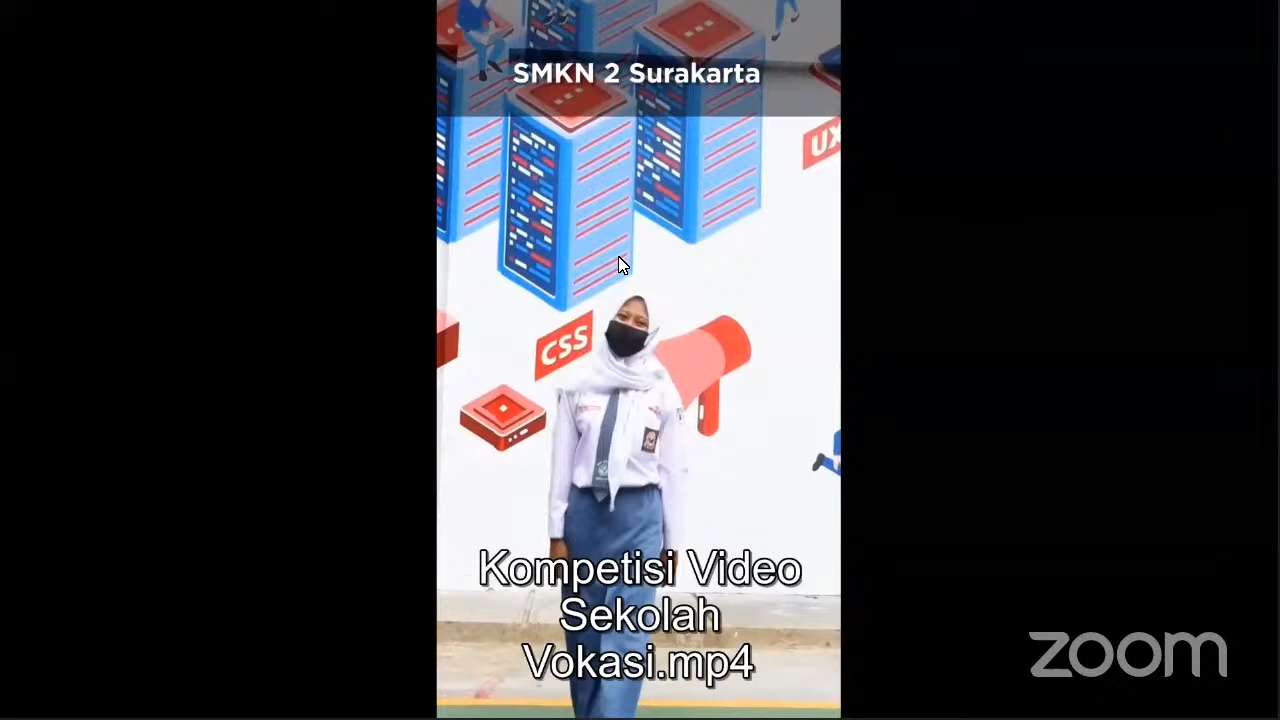 SMKN 2 Surakarta
UX
CSS
Kompetisi Video
Sekolah
Vokasi.mp4
zoom